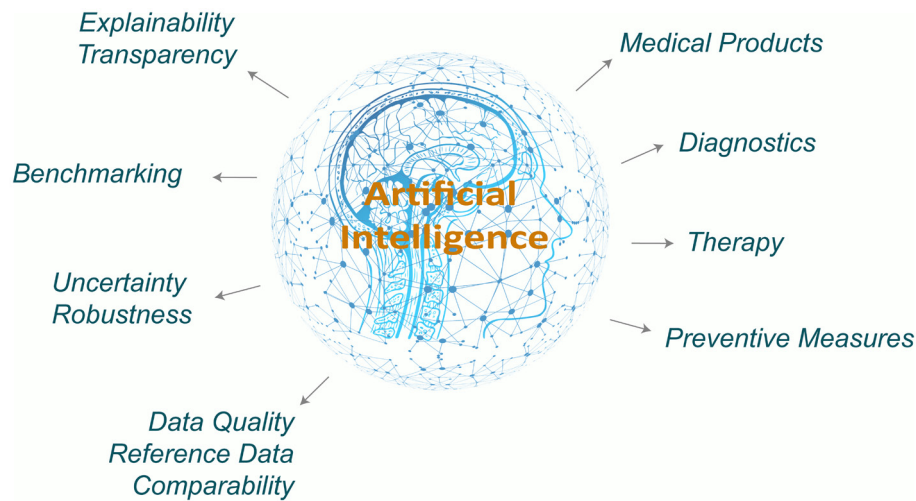 Explainability
Transparency
Medical Products
Diagnostics
Benchmarking
Artificial
Intelligence
Therapy
Uncertainty
Robustness
Preventive Measures
Data Quality
Reference Data
Comparability